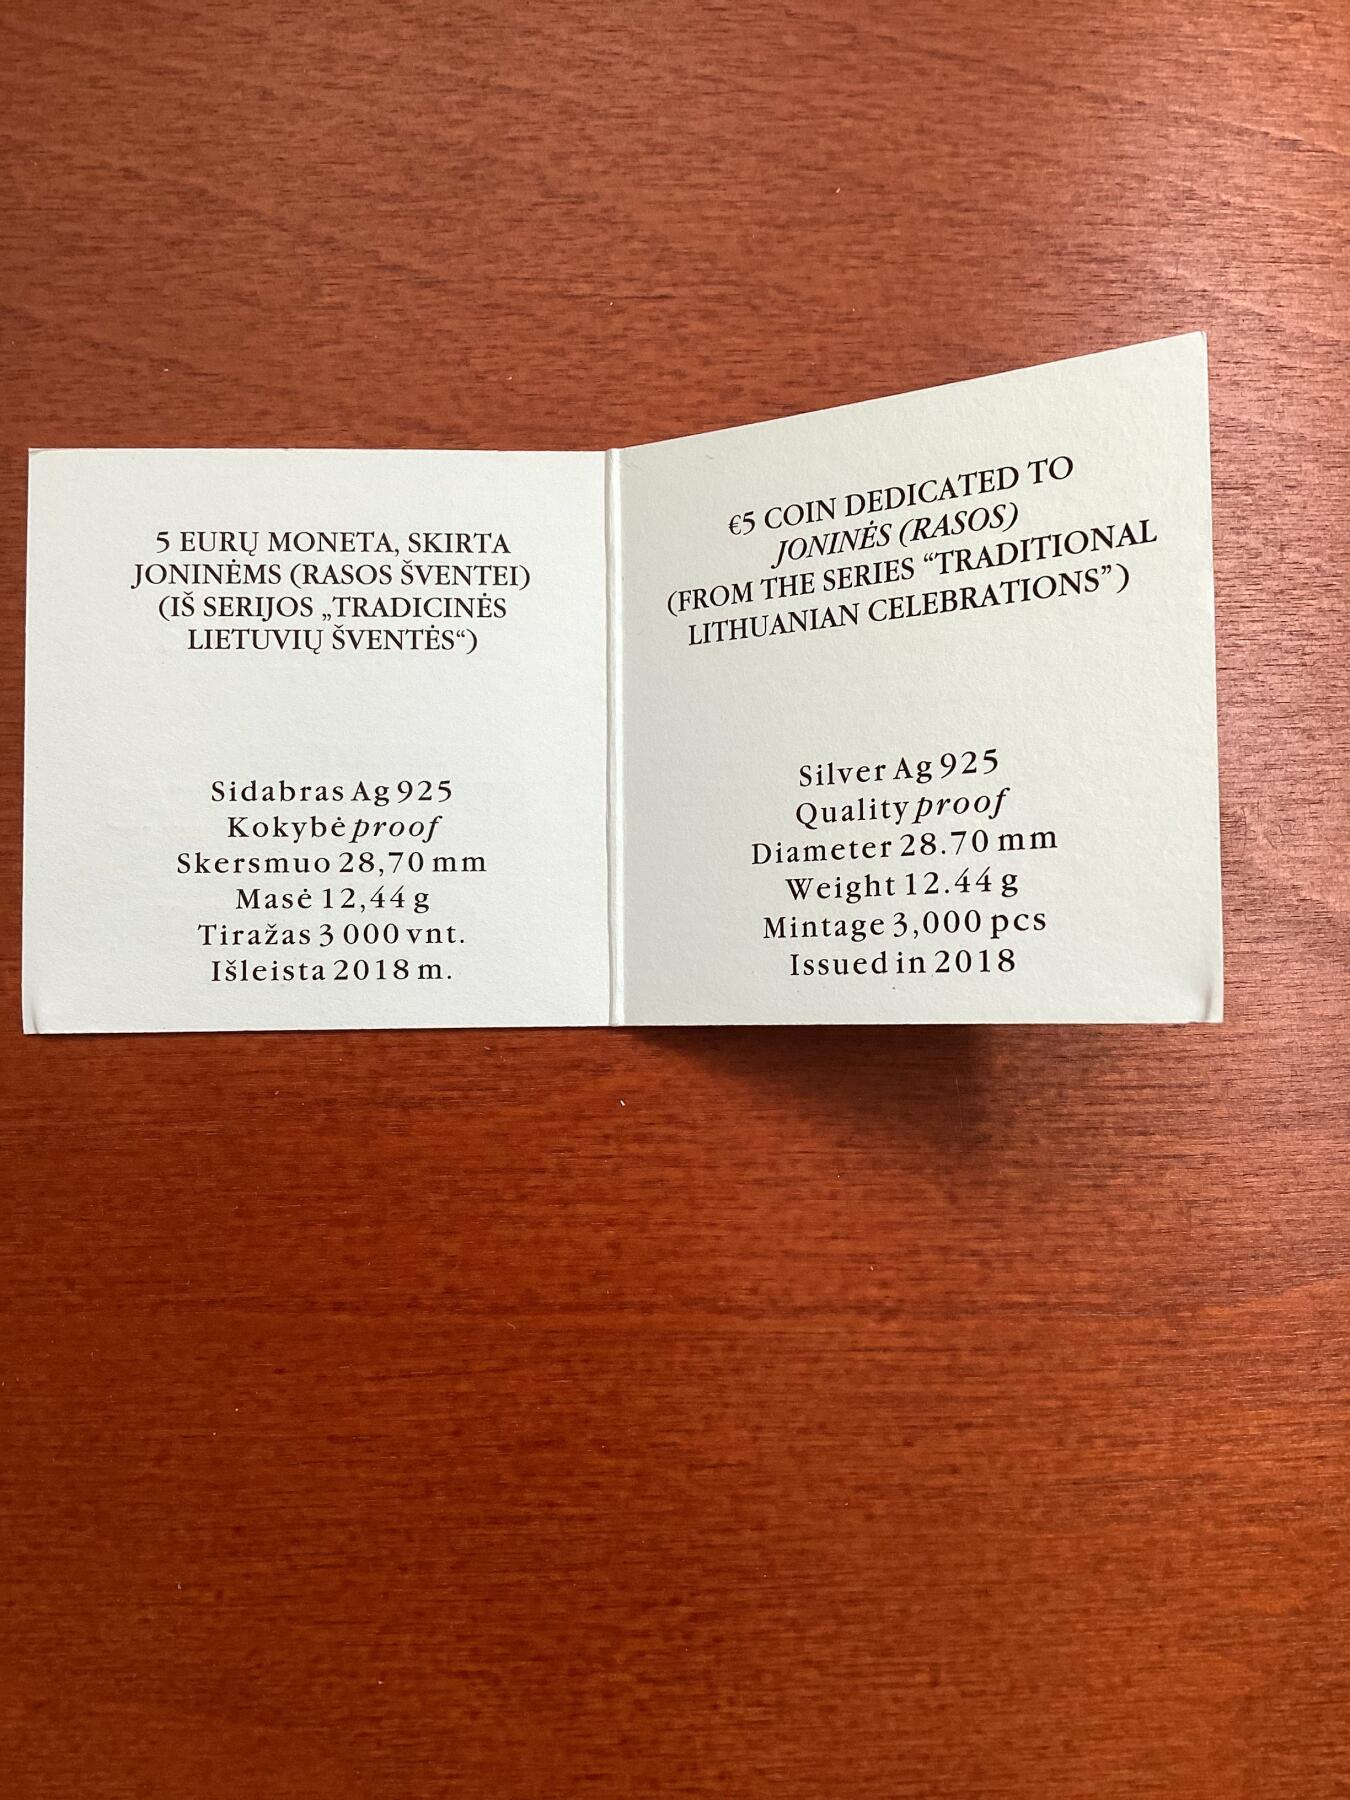 5 EURŲ MONETA, SKIRTA
JONINĖMS (RASOS ŠVENTEI)
(IŠ SERIJOS „TRADICINĖS
LIETUVIŲ ŠVENTĖS“)
Sidabras Ag 925
Kokybė proof
Skersmuo 28,70 mm
Masė 12,44 g
Tiražas 3 000 vnt.
Išleista 2018 m.
€5 COIN DEDICATED TO
JONINĖS (RASOS)
(FROM THE SERIES “TRADITIONAL
LITHUANIAN CELEBRATIONS”)
Silver Ag 925
Quality proof
Diameter 28.70 mm
Weight 12.44 g
Mintage 3,000 pcs
Issued in 2018